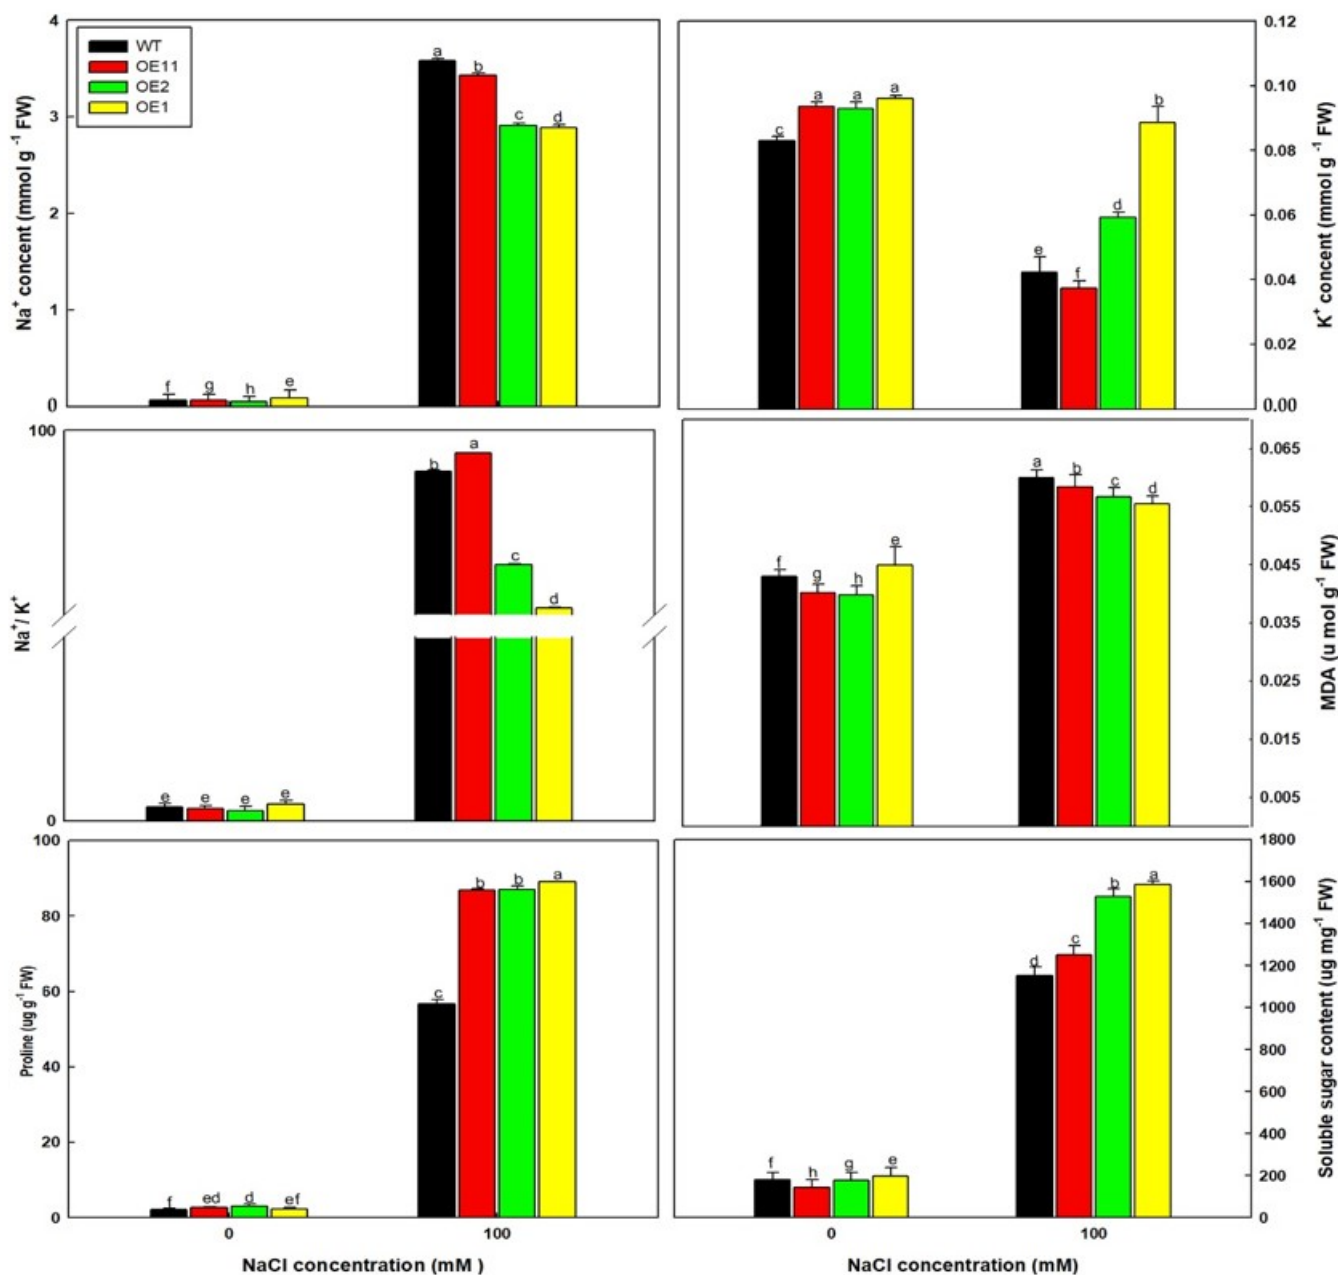 4
3
2
1
0
Na⁺ concent (mmol g ⁻¹ FW)
WT
OE11
OE2
OE1
f g h e
a b c d
0.12
0.10
0.08
0.06
0.04
0.02
0.00
K⁺ concent (mmol g ⁻¹ FW)
c a a a
e f d b
100
0
Na⁺/ K⁺
e e e e
b a c d
0.065
0.055
0.045
0.035
0.025
0.015
0.005
MDA (u mol g⁻¹ FW)
f g h e
a b c d
100
80
60
40
20
0
Proline (ug g⁻¹ FW)
f ed d ef
c b b a
0 100
NaCl concentration (mM )
1800
1600
1400
1200
1000
800
600
400
200
0
Soluble sugar content (ug mg⁻¹ FW)
f h g e
d c b a
0 100
NaCl concentration (mM)